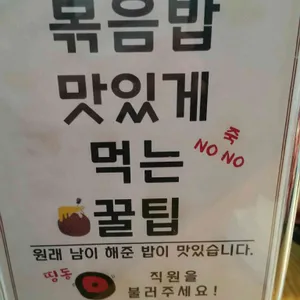 볶음밥
맛있게
먹는
죽
NO NO
꿀팁
원래 남이 해준 밥이 맛있습니다.
띵동
직원을
불러주세요!